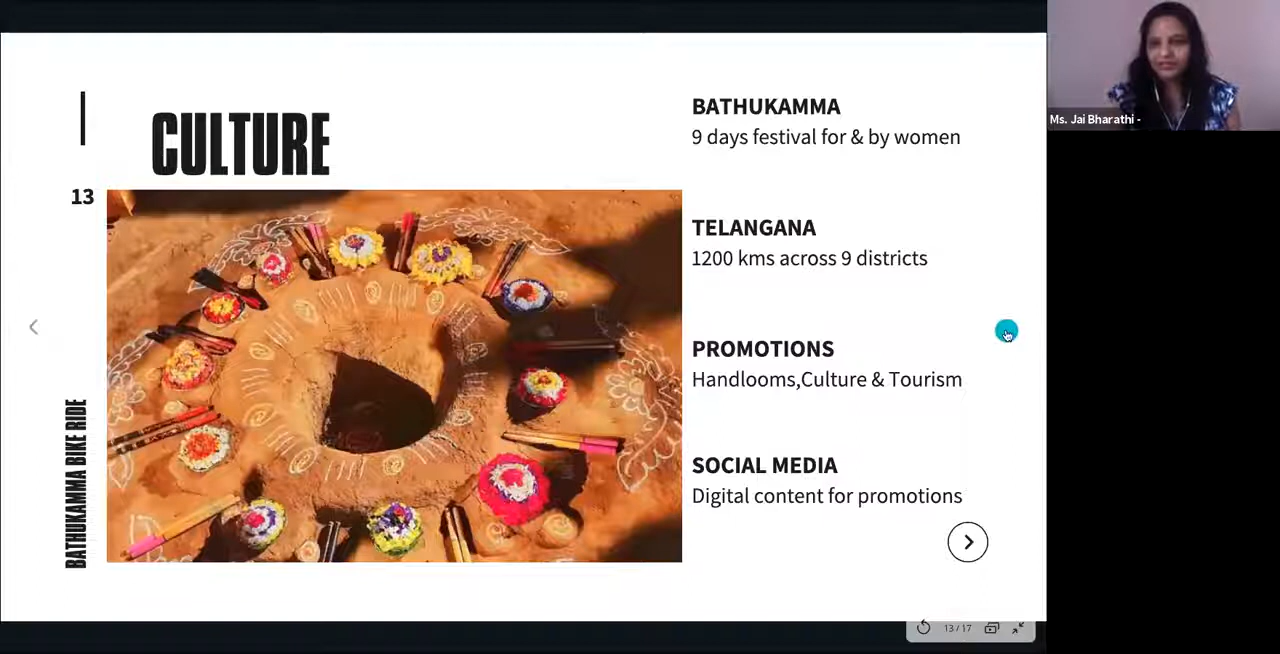 CULTURE
13
BATHUKAMMA BIKE RIDE
BATHUKAMMA
9 days festival for & by women
TELANGANA
1200 kms across 9 districts
PROMOTIONS
Handlooms,Culture & Tourism
SOCIAL MEDIA
Digital content for promotions
13 / 17
Ms. Jai Bharathi -